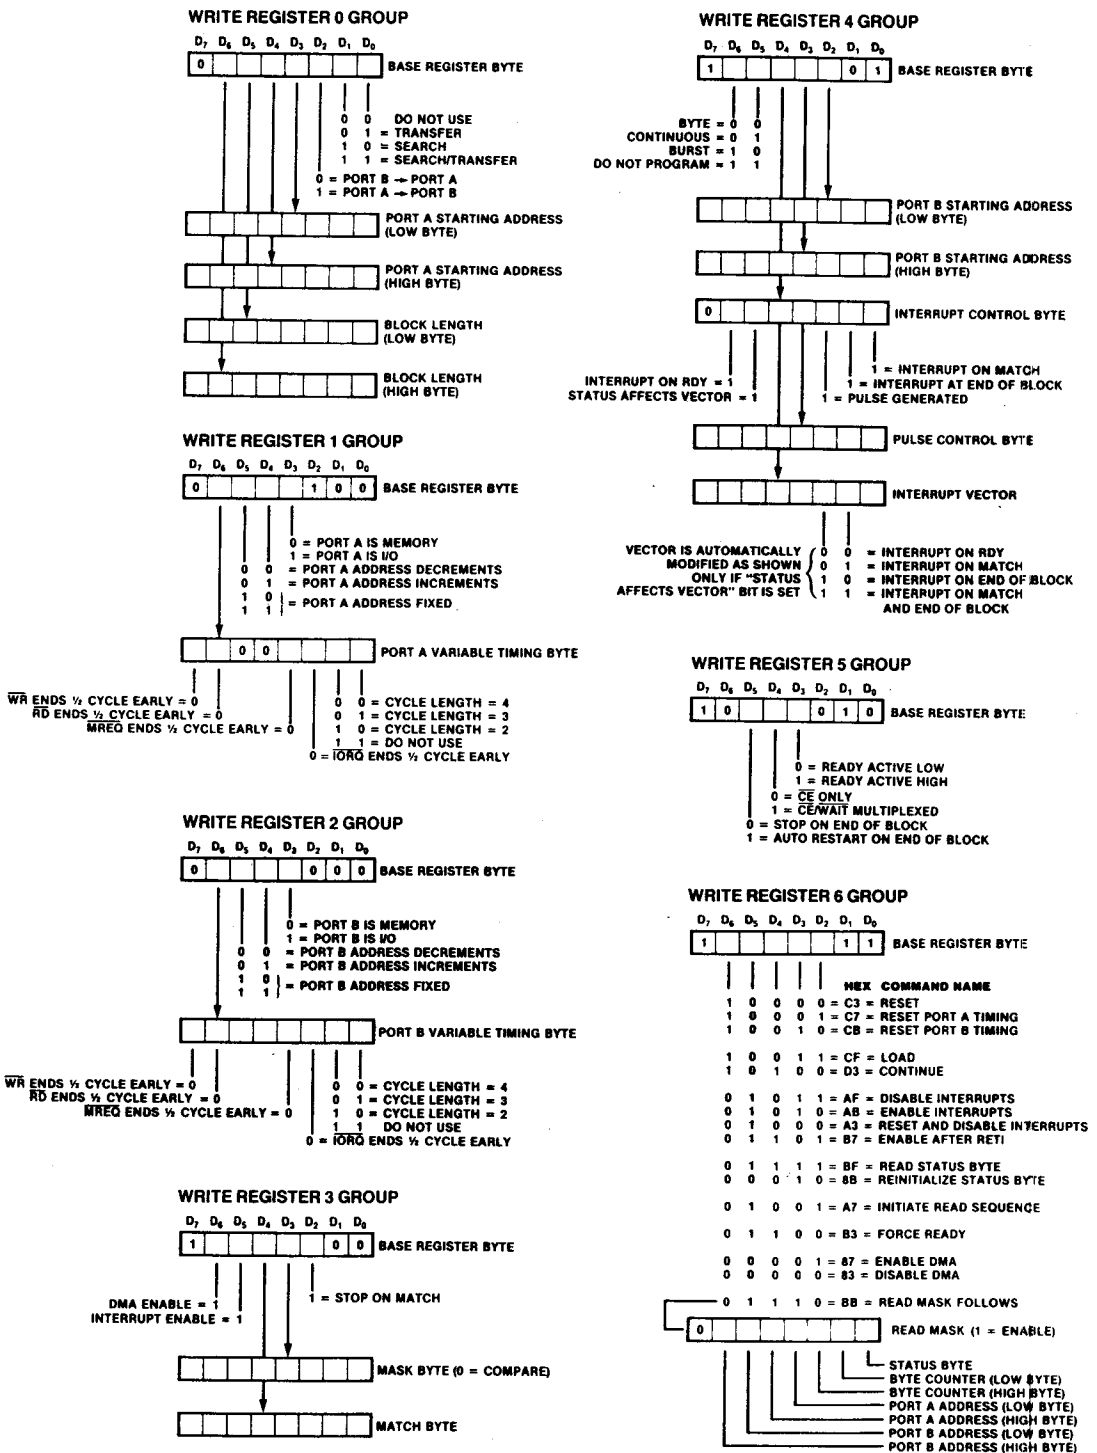 WRITE REGISTER 0 GROUP
D7 D6 D5 D4 D3 D2 D1 D0
0 BASE REGISTER BYTE
0 0 DO NOT USE
0 1 = TRANSFER
1 0 = SEARCH
1 1 = SEARCH/TRANSFER
0 = PORT B → PORT A
1 = PORT A → PORT B
PORT A STARTING ADDRESS
(LOW BYTE)
PORT A STARTING ADDRESS
(HIGH BYTE)
BLOCK LENGTH
(LOW BYTE)
BLOCK LENGTH
(HIGH BYTE)
WRITE REGISTER 1 GROUP
D7 D6 D5 D4 D3 D2 D1 D0
0 1 0 0 BASE REGISTER BYTE
0 = PORT A IS MEMORY
1 = PORT A IS I/O
0 0 = PORT A ADDRESS DECREMENTS
0 1 = PORT A ADDRESS INCREMENTS
1 0
1 1 = PORT A ADDRESS FIXED
0 0 PORT A VARIABLE TIMING BYTE
WR ENDS ½ CYCLE EARLY = 0
RD ENDS ½ CYCLE EARLY = 0
MREQ ENDS ½ CYCLE EARLY = 0
0 0 = CYCLE LENGTH = 4
0 1 = CYCLE LENGTH = 3
1 0 = CYCLE LENGTH = 2
1 1 = DO NOT USE
0 = IORQ ENDS ½ CYCLE EARLY
WRITE REGISTER 2 GROUP
D7 D6 D5 D4 D3 D2 D1 D0
0 0 0 0 BASE REGISTER BYTE
0 = PORT B IS MEMORY
1 = PORT B IS I/O
0 0 = PORT B ADDRESS DECREMENTS
0 1 = PORT B ADDRESS INCREMENTS
1 0
1 1 = PORT B ADDRESS FIXED
PORT B VARIABLE TIMING BYTE
WR ENDS ½ CYCLE EARLY = 0
RD ENDS ½ CYCLE EARLY = 0
MREQ ENDS ½ CYCLE EARLY = 0
0 0 = CYCLE LENGTH = 4
0 1 = CYCLE LENGTH = 3
1 0 = CYCLE LENGTH = 2
1 1 DO NOT USE
0 = IORQ ENDS ½ CYCLE EARLY
WRITE REGISTER 3 GROUP
D7 D6 D5 D4 D3 D2 D1 D0
1 0 0 BASE REGISTER BYTE
1 = STOP ON MATCH
DMA ENABLE = 1
INTERRUPT ENABLE = 1
MASK BYTE (0 = COMPARE)
MATCH BYTE
WRITE REGISTER 4 GROUP
D7 D6 D5 D4 D3 D2 D1 D0
1 0 1 BASE REGISTER BYTE
BYTE = 0 0
CONTINUOUS = 0 1
BURST = 1 0
DO NOT PROGRAM = 1 1
PORT B STARTING ADDRESS
(LOW BYTE)
PORT B STARTING ADDRESS
(HIGH BYTE)
0 INTERRUPT CONTROL BYTE
1 = INTERRUPT ON MATCH
INTERRUPT ON RDY = 1
1 = INTERRUPT AT END OF BLOCK
STATUS AFFECTS VECTOR = 1
1 = PULSE GENERATED
PULSE CONTROL BYTE
INTERRUPT VECTOR
VECTOR IS AUTOMATICALLY
MODIFIED AS SHOWN
ONLY IF "STATUS
AFFECTS VECTOR" BIT IS SET
0 0 = INTERRUPT ON RDY
0 1 = INTERRUPT ON MATCH
1 0 = INTERRUPT ON END OF BLOCK
1 1 = INTERRUPT ON MATCH
AND END OF BLOCK
WRITE REGISTER 5 GROUP
D7 D6 D5 D4 D3 D2 D1 D0
1 0 0 1 0 BASE REGISTER BYTE
0 = READY ACTIVE LOW
1 = READY ACTIVE HIGH
0 = CE ONLY
1 = CE/WAIT MULTIPLEXED
0 = STOP ON END OF BLOCK
1 = AUTO RESTART ON END OF BLOCK
WRITE REGISTER 6 GROUP
D7 D6 D5 D4 D3 D2 D1 D0
1 1 1 BASE REGISTER BYTE
HEX COMMAND NAME
1 0 0 0 0 = C3 = RESET
1 0 0 0 1 = C7 = RESET PORT A TIMING
1 0 0 1 0 = CB = RESET PORT B TIMING
1 0 0 1 1 = CF = LOAD
1 0 1 0 0 = D3 = CONTINUE
0 1 0 1 1 = AF = DISABLE INTERRUPTS
0 1 0 1 0 = AB = ENABLE INTERRUPTS
0 1 0 0 0 = A3 = RESET AND DISABLE INTERRUPTS
0 1 1 0 1 = B7 = ENABLE AFTER RETI
0 1 1 1 1 = BF = READ STATUS BYTE
0 0 0 1 0 = 8B = REINITIALIZE STATUS BYTE
0 1 0 0 1 = A7 = INITIATE READ SEQUENCE
0 1 1 0 0 = B3 = FORCE READY
0 0 0 0 1 = 87 = ENABLE DMA
0 0 0 0 0 = 83 = DISABLE DMA
0 1 1 1 0 = BB = READ MASK FOLLOWS
0 READ MASK (1 = ENABLE)
STATUS BYTE
BYTE COUNTER (LOW BYTE)
BYTE COUNTER (HIGH BYTE)
PORT A ADDRESS (LOW BYTE)
PORT A ADDRESS (HIGH BYTE)
PORT B ADDRESS (LOW BYTE)
PORT B ADDRESS (HIGH BYTE)